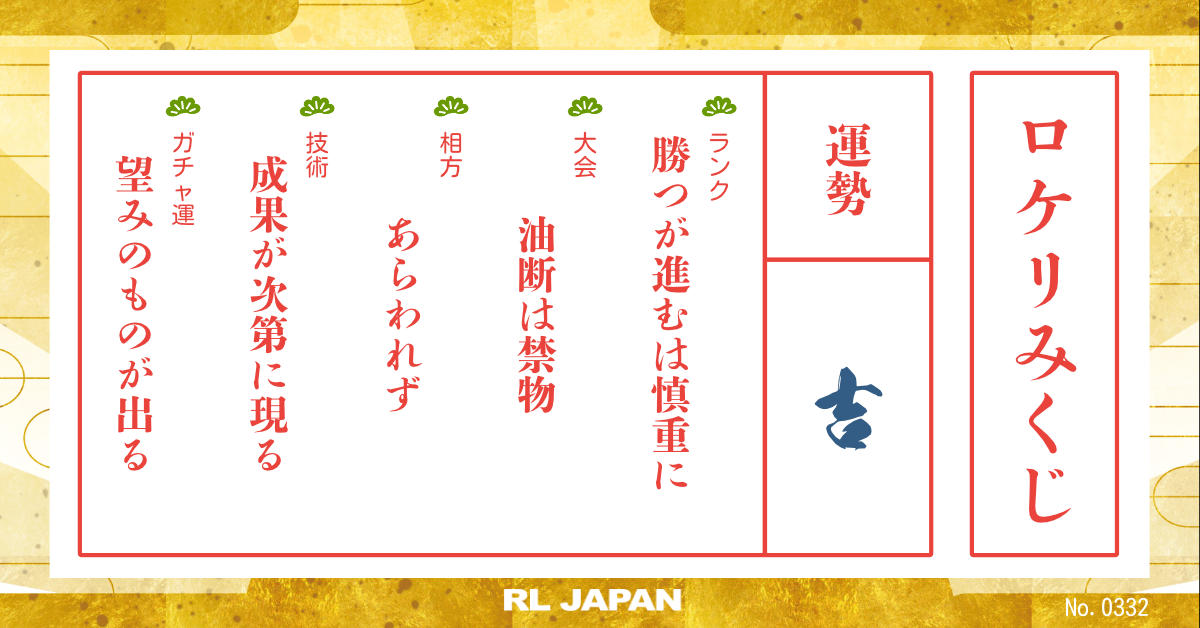 ロケリみくじ
運勢
吉
ランク
勝つが進むは慎重に
大会
油断は禁物
相方
あらわれず
技術
成果が次第に現る
ガチャ運
望みのものが出る
RL JAPAN
No. 0332